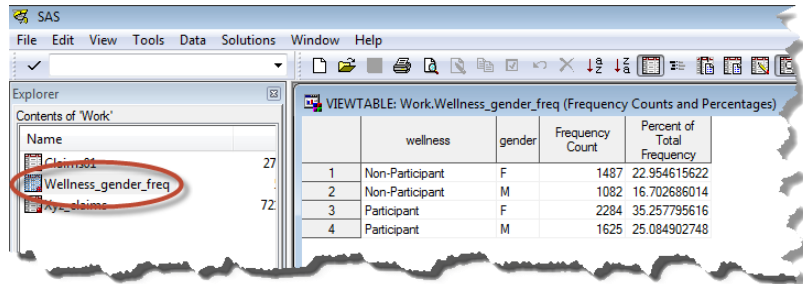 SAS
File Edit View Tools Data Solutions Window Help
Explorer
Contents of 'Work'
Name
Claims01 27
Wellness_gender_freq
Xyz_claims 72
VIEWTABLE: Work.Wellness_gender_freq (Frequency Counts and Percentages)
wellness gender Frequency Count Percent of Total Frequency
1 Non-Participant F 1487 22.954615622
2 Non-Participant M 1082 16.702686014
3 Participant F 2284 35.257795616
4 Participant M 1625 25.084902748